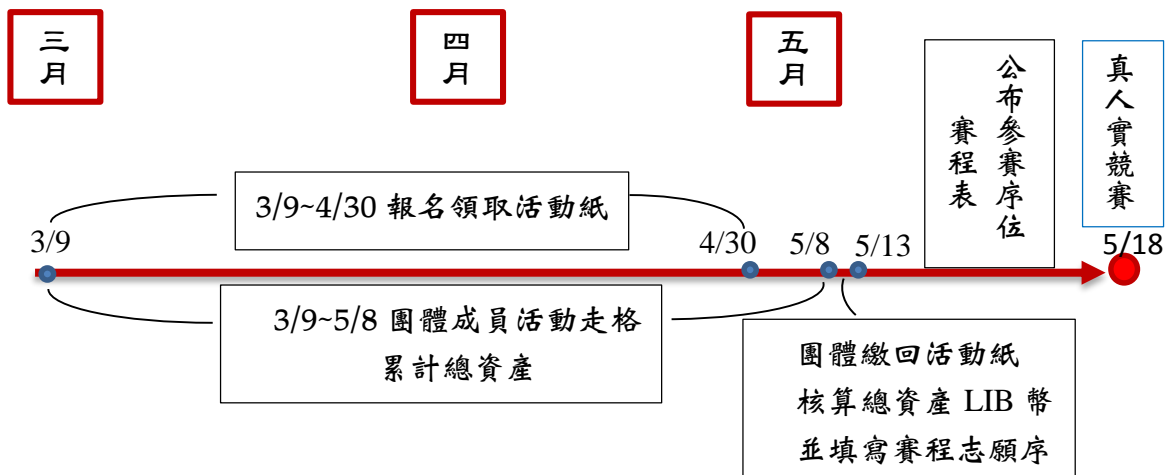 三月
四月
五月
公布參賽序位
賽程表
真人實競賽
3/9~4/30 報名領取活動紙
3/9
4/30
5/8
5/13
5/18
3/9~5/8 團體成員活動走格
累計總資產
團體繳回活動紙
核算總資產 LIB 幣
並填寫賽程志願序